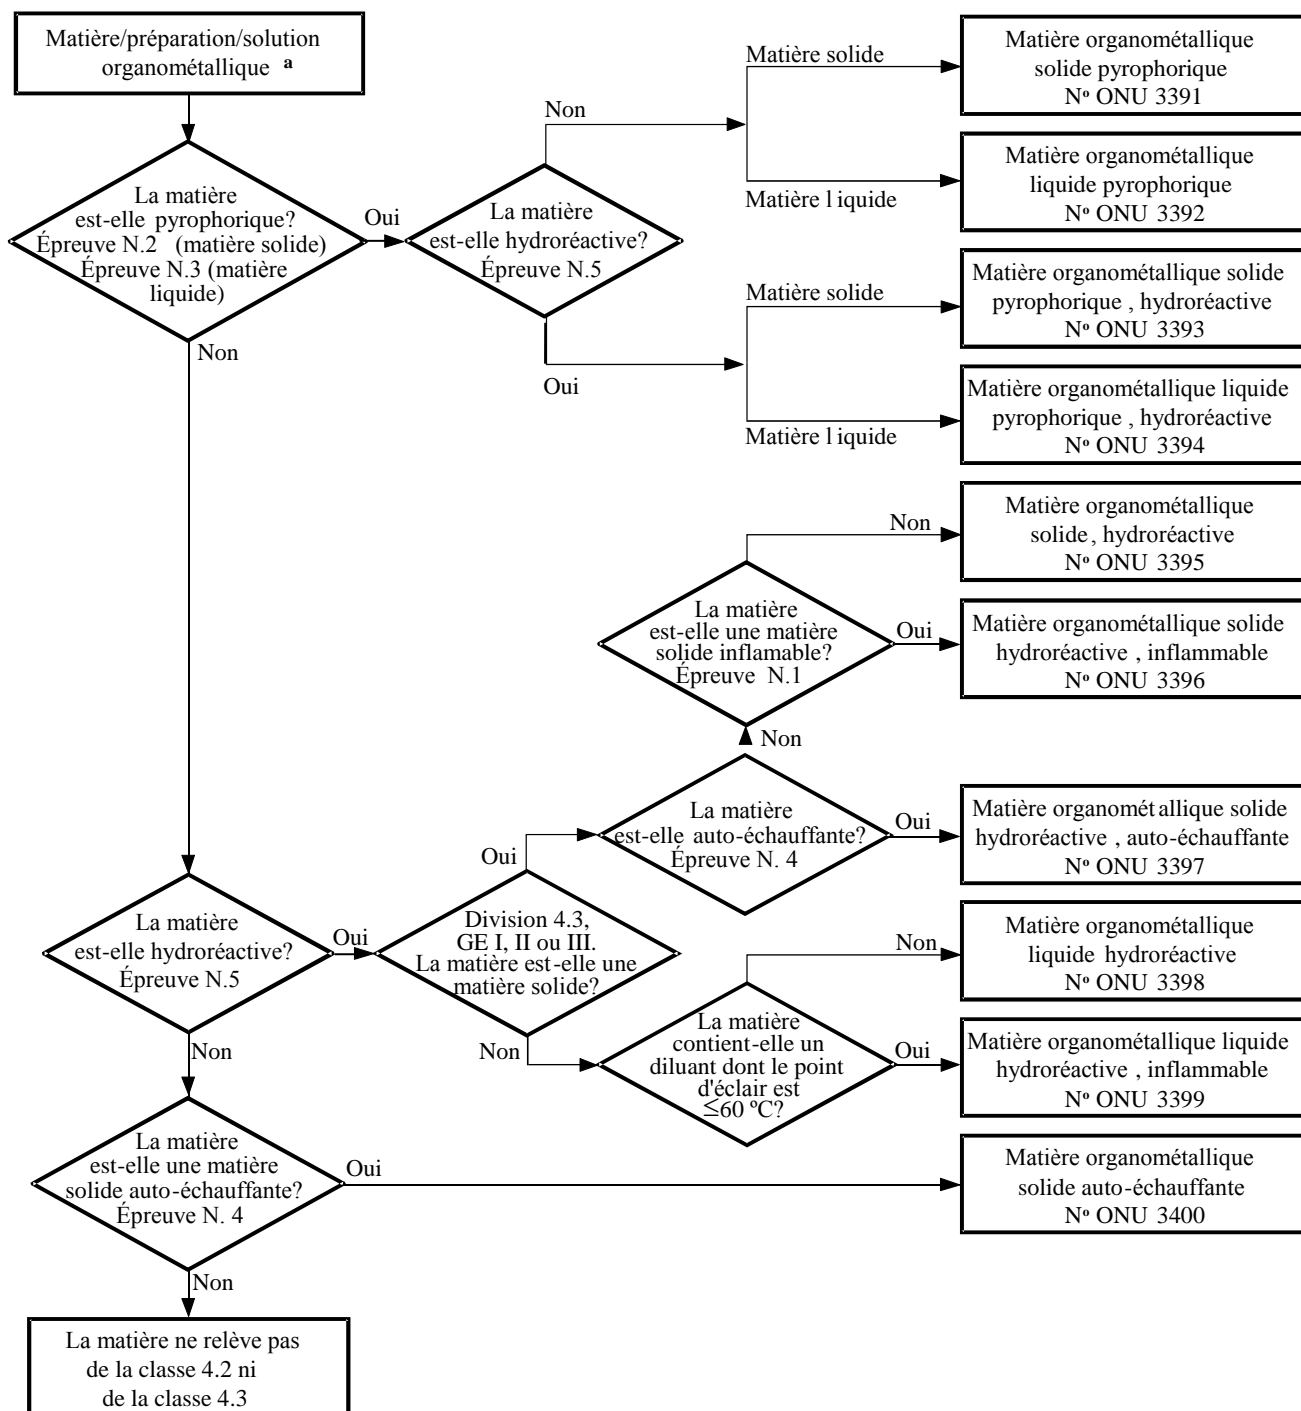 Matière/préparation/solution
organométallique a
La matière
est-elle pyrophorique?
Épreuve N.2 (matière solide)
Épreuve N.3 (matière
liquide)
Oui
Non
La matière
est-elle hydroréactive?
Épreuve N.5
Non
Oui
Matière solide
Matière l iquide
Matière organométallique
solide pyrophorique
Nº ONU 3391
Matière organométallique
liquide pyrophorique
Nº ONU 3392
Matière solide
Matière l iquide
Matière organométallique solide
pyrophorique , hydroréactive
Nº ONU 3393
Matière organométallique liquide
pyrophorique , hydroréactive
Nº ONU 3394
Non
Matière organométallique
solide, hydroréactive
Nº ONU 3395
La matière
est-elle une matière
solide inflamable?
Épreuve N.1
Oui
Matière organométallique solide
hydroréactive , inflammable
Nº ONU 3396
Non
La matière
est-elle auto-échauffante?
Épreuve N. 4
Oui
Matière organomét allique solide
hydroréactive , auto-échauffante
Nº ONU 3397
La matière
est-elle hydroréactive?
Épreuve N.5
Oui
Division 4.3,
GE I, II ou III.
La matière est-elle une
matière solide?
Oui
Non
Non
Matière organométallique
liquide hydroréactive
Nº ONU 3398
La matière
contient-elle un
diluant dont le point
d'éclair est
≤60 ºC?
Oui
Matière organométallique liquide
hydroréactive , inflammable
Nº ONU 3399
Non
La matière
est-elle une matière
solide auto-échauffante?
Épreuve N. 4
Oui
Matière organométallique
solide auto-échauffante
Nº ONU 3400
Non
La matière ne relève pas
de la classe 4.2 ni
de la classe 4.3